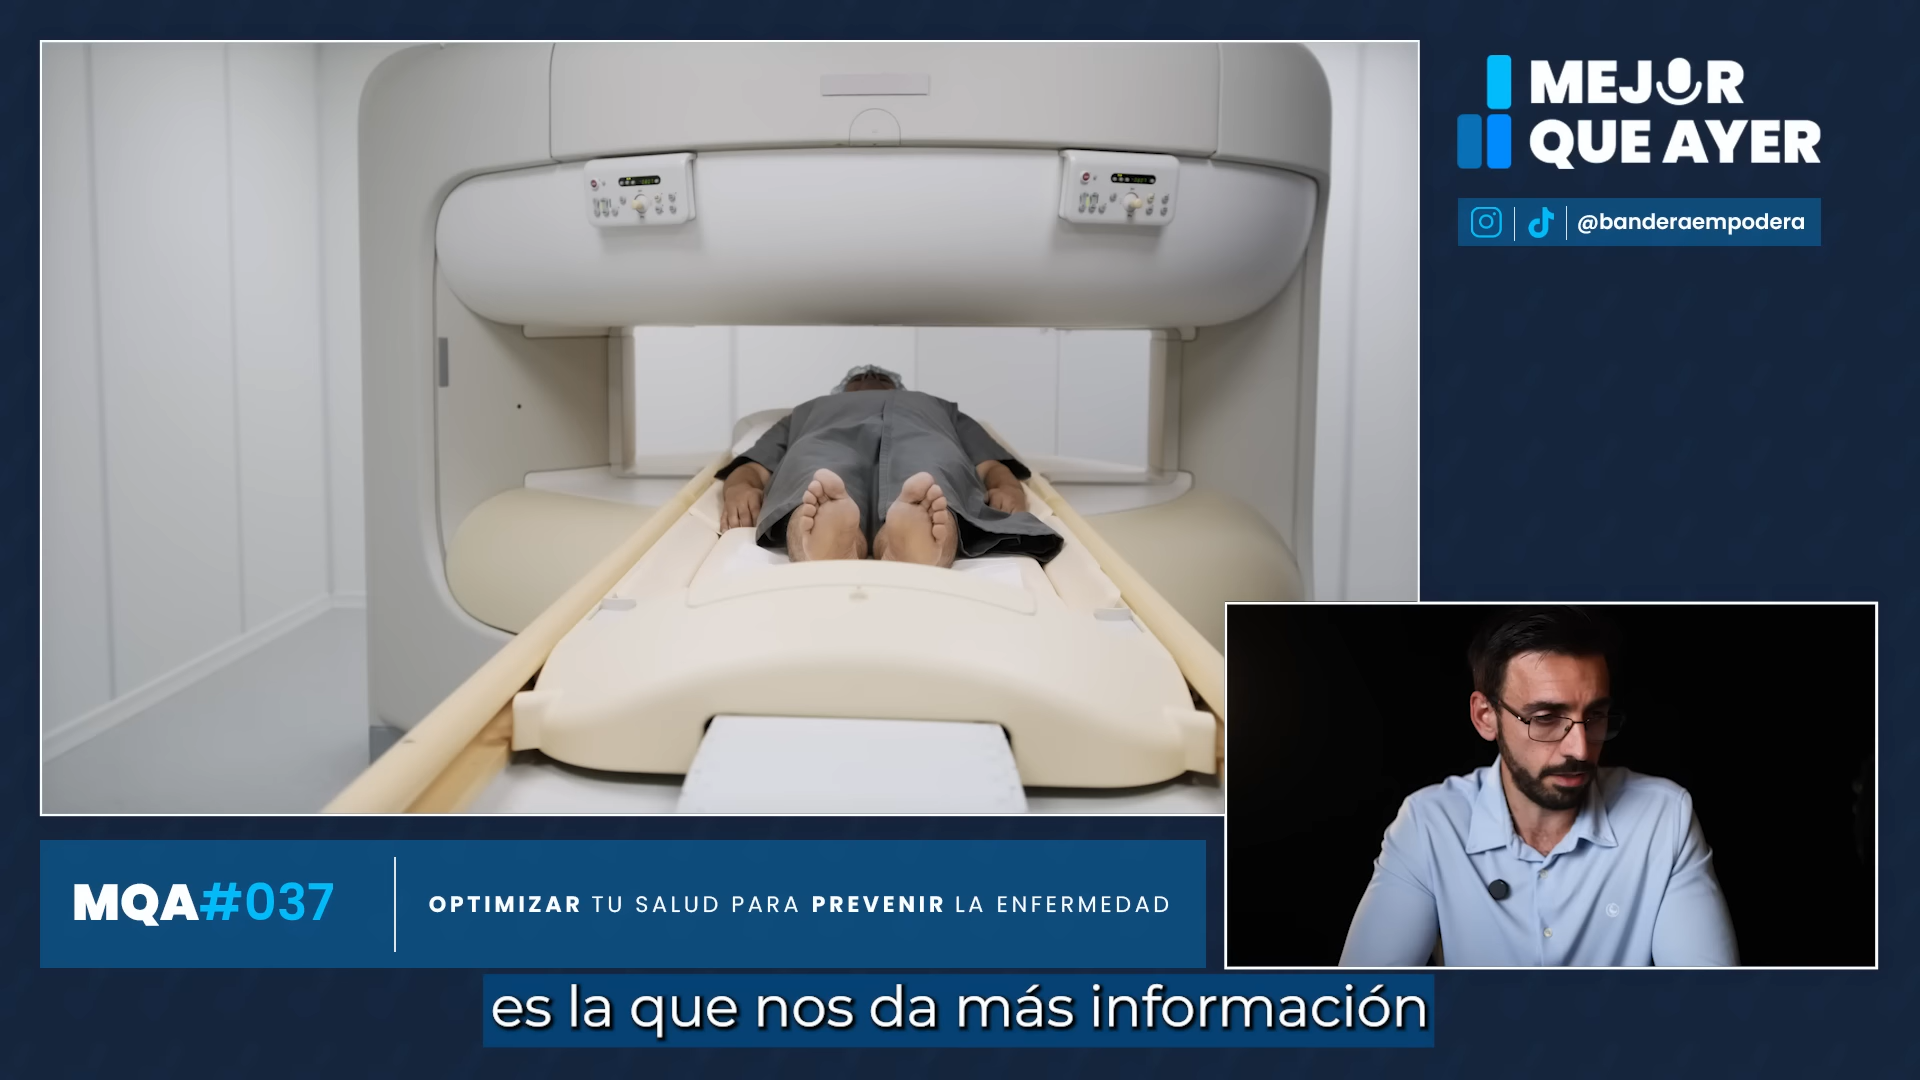 MEJOR
QUE AYER
@banderaempodera
MQA#037
OPTIMIZAR TU SALUD PARA PREVENIR LA ENFERMEDAD
es la que nos da más información